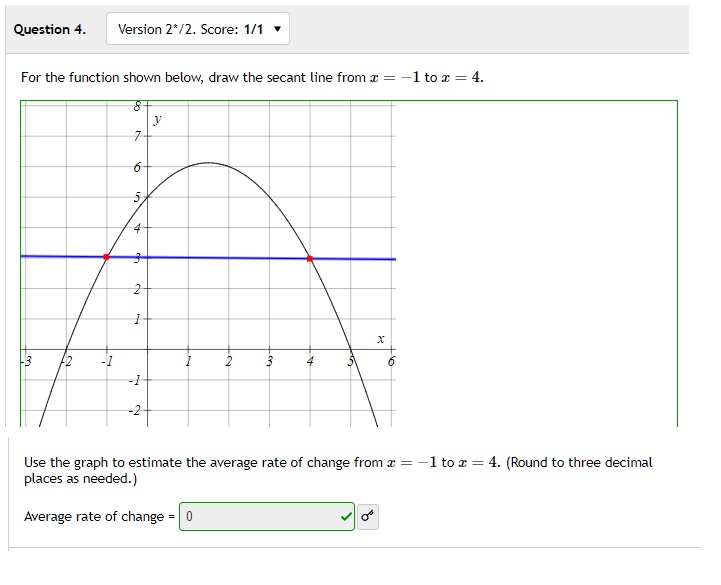 Question 4.
Version 2*/2. Score: 1/1 ▼
For the function shown below, draw the secant line from x = −1 to x = 4.
8
y
7
6
5
4
3
2
1
x
-3 -2 -1 1 2 3 4 5 6
-1
-2
Use the graph to estimate the average rate of change from x = −1 to x = 4. (Round to three decimal
places as needed.)
Average rate of change = 0